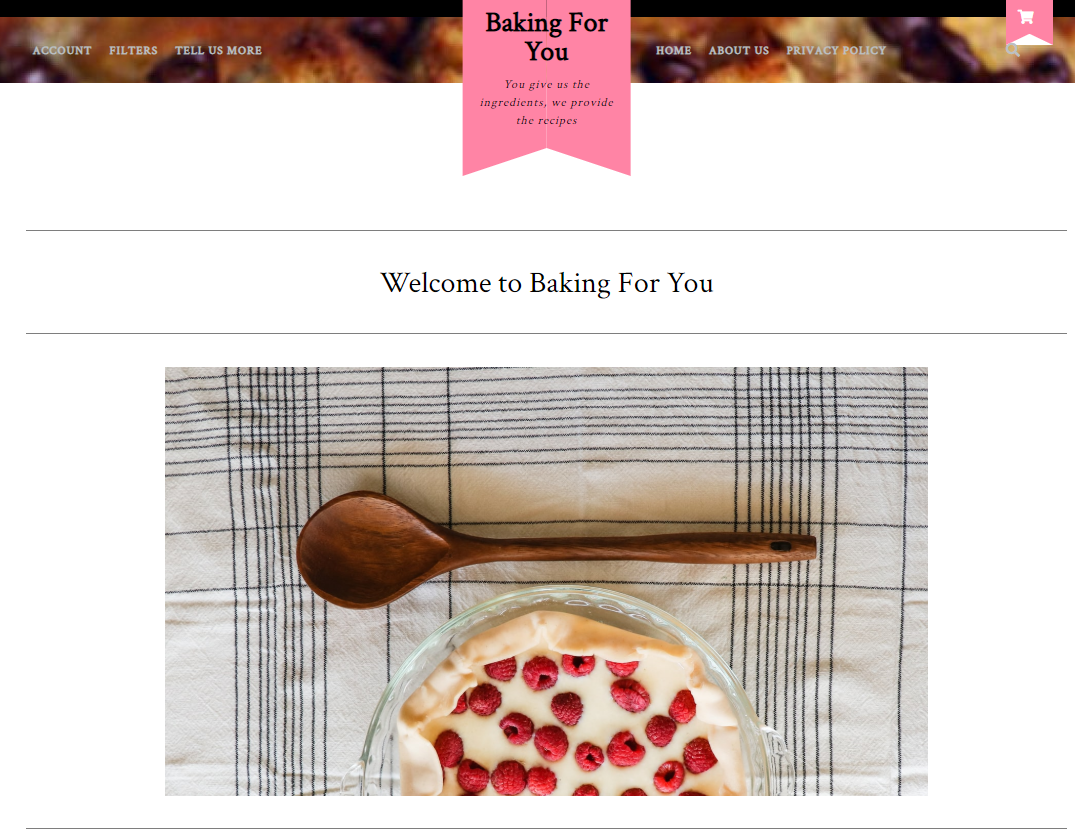 Baking For
You
You give us the
ingredients, we provide
the recipes
ACCOUNT FILTERS TELL US MORE
HOME ABOUT US PRIVACY POLICY
Welcome to Baking For You